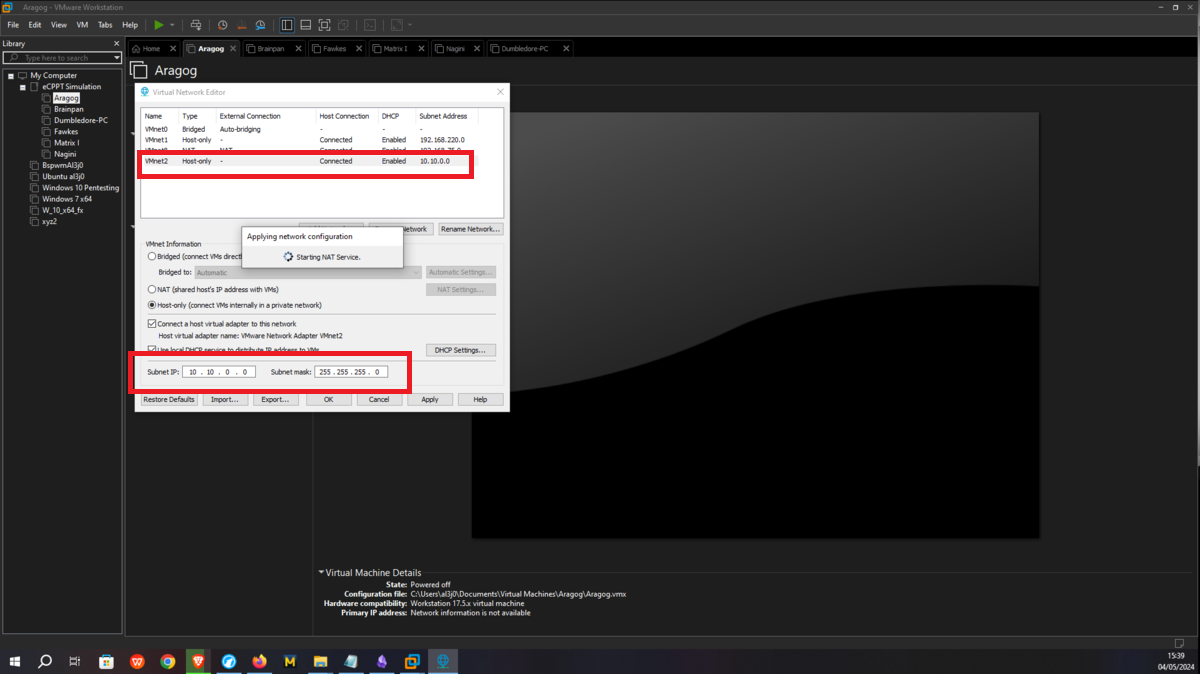 Aragog - VMware Workstation
File Edit View VM Tabs Help
Library
Type here to search
My Computer
eCPPT Simulation
Aragog
Brainpan
Dumbledore-PC
Fawkes
Matrix I
Nagini
BspwmAl3j0
Ubuntu al3j0
Windows 10 Pentesting
Windows 7 x64
W_10_x64_fx
xyz2
Home Aragog Brainpan Fawkes Matrix I Nagini Dumbledore-PC
Aragog
Virtual Network Editor
Name Type External Connection Host Connection DHCP Subnet Address
VMnet0 Bridged Auto-bridging - - -
VMnet1 Host-only - Connected Enabled 192.168.220.0
VMnet2 Host-only - Connected Enabled 10.10.0.0
Network Rename Network...
Applying network configuration
Starting NAT Service.
VMnet Information
Bridged (connect VMs direct
Bridged to: Automatic Automatic Settings...
NAT (shared host's IP address with VMs) NAT Settings...
Host-only (connect VMs internally in a private network)
Connect a host virtual adapter to this network
Host virtual adapter name: VMware Network Adapter VMnet2
Use local DHCP service to distribute IP address to VMs DHCP Settings...
Subnet IP: 10 . 10 . 0 . 0 Subnet mask: 255 . 255 . 255 . 0
Restore Defaults Import... Export... OK Cancel Apply Help
Virtual Machine Details
State: Powered off
Configuration file: C:\Users\al3j0\Documents\Virtual Machines\Aragog\Aragog.vmx
Hardware compatibility: Workstation 17.5.x virtual machine
Primary IP address: Network information is not available
15:39
04/05/2024